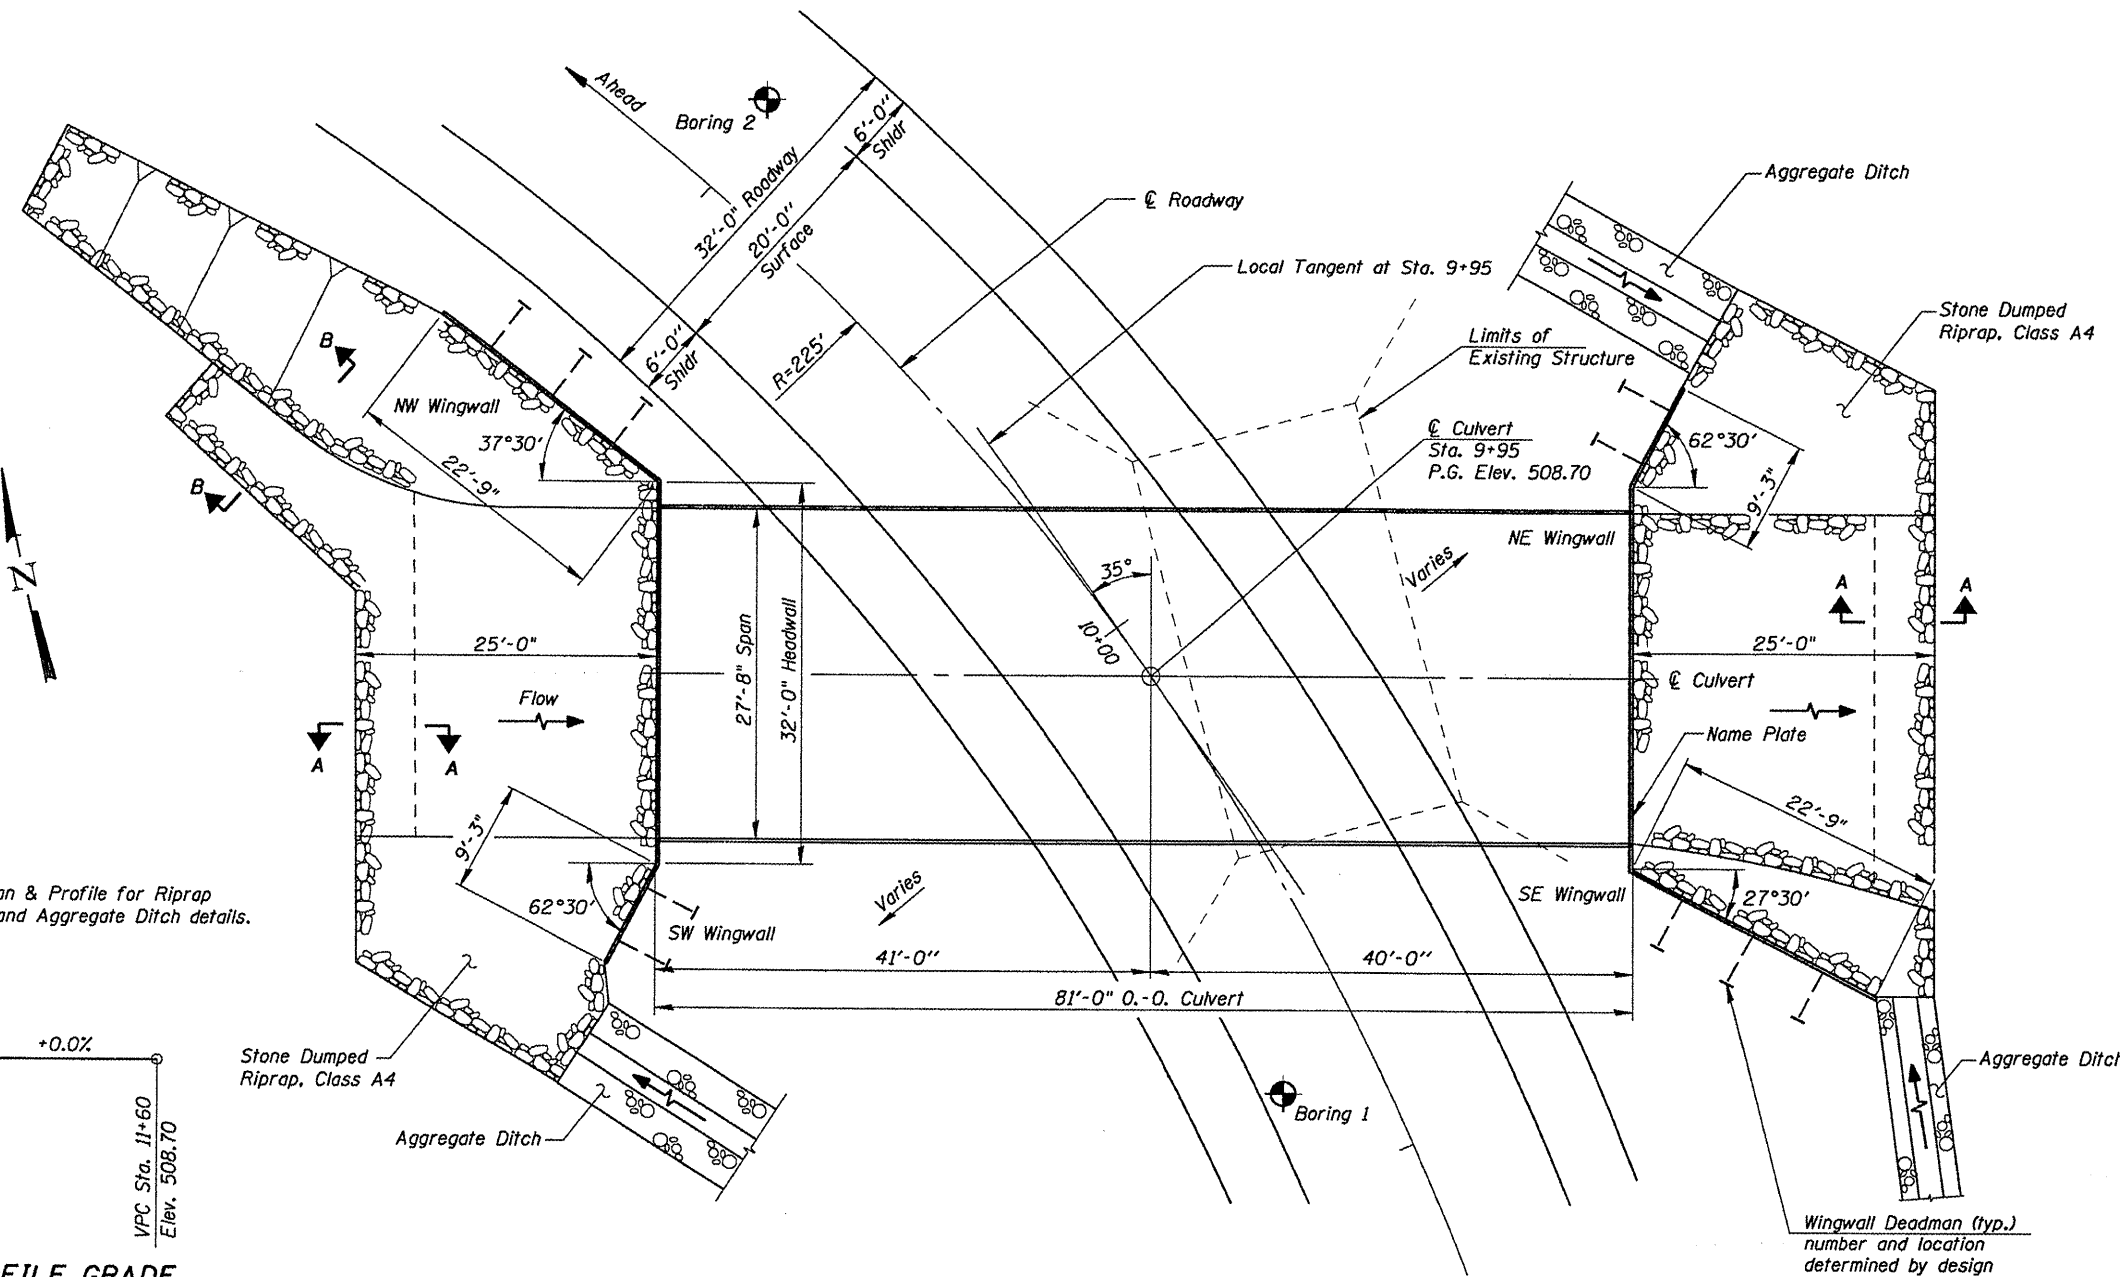 Ahead
Boring 2
32'-0" Roadway
6'-0"
Shldr
20'-0"
Surface
6'-0"
Shldr
R=225'
℄ Roadway
Local Tangent at Sta. 9+95
Limits of
Existing Structure
℄ Culvert
Sta. 9+95
P.G. Elev. 508.70
Aggregate Ditch
Stone Dumped
Riprap, Class A4
B
B
NW Wingwall
37°30'
22'-9"
N
62°30'
9'-3"
NE Wingwall
Varies
35°
10+00
27'-8" Span
32'-0" Headwall
25'-0"
Flow
A
A
A
A
25'-0"
℄ Culvert
Name Plate
22'-9"
27°30'
SE Wingwall
9'-3"
62°30'
SW Wingwall
Varies
41'-0"
40'-0"
81'-0" O.-O. Culvert
an & Profile for Riprap
and Aggregate Ditch details.
Stone Dumped
Riprap, Class A4
Aggregate Ditch
Boring 1
Aggregate Ditch
Wingwall Deadman (typ.)
number and location
determined by design
+0.0%
VPC Sta. 11+60
Elev. 508.70
FILE GRADE